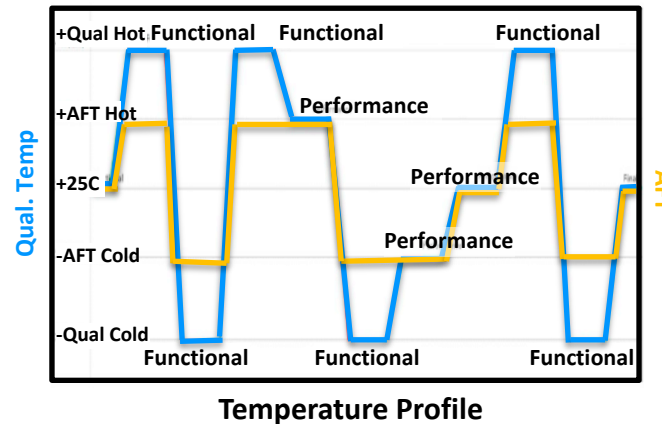 +Qual Hot Functional Functional Functional
+AFT Hot
Performance
+25C
Performance
Performance
-AFT Cold
-Qual Cold
Functional Functional Functional
Qual. Temp
Temperature Profile